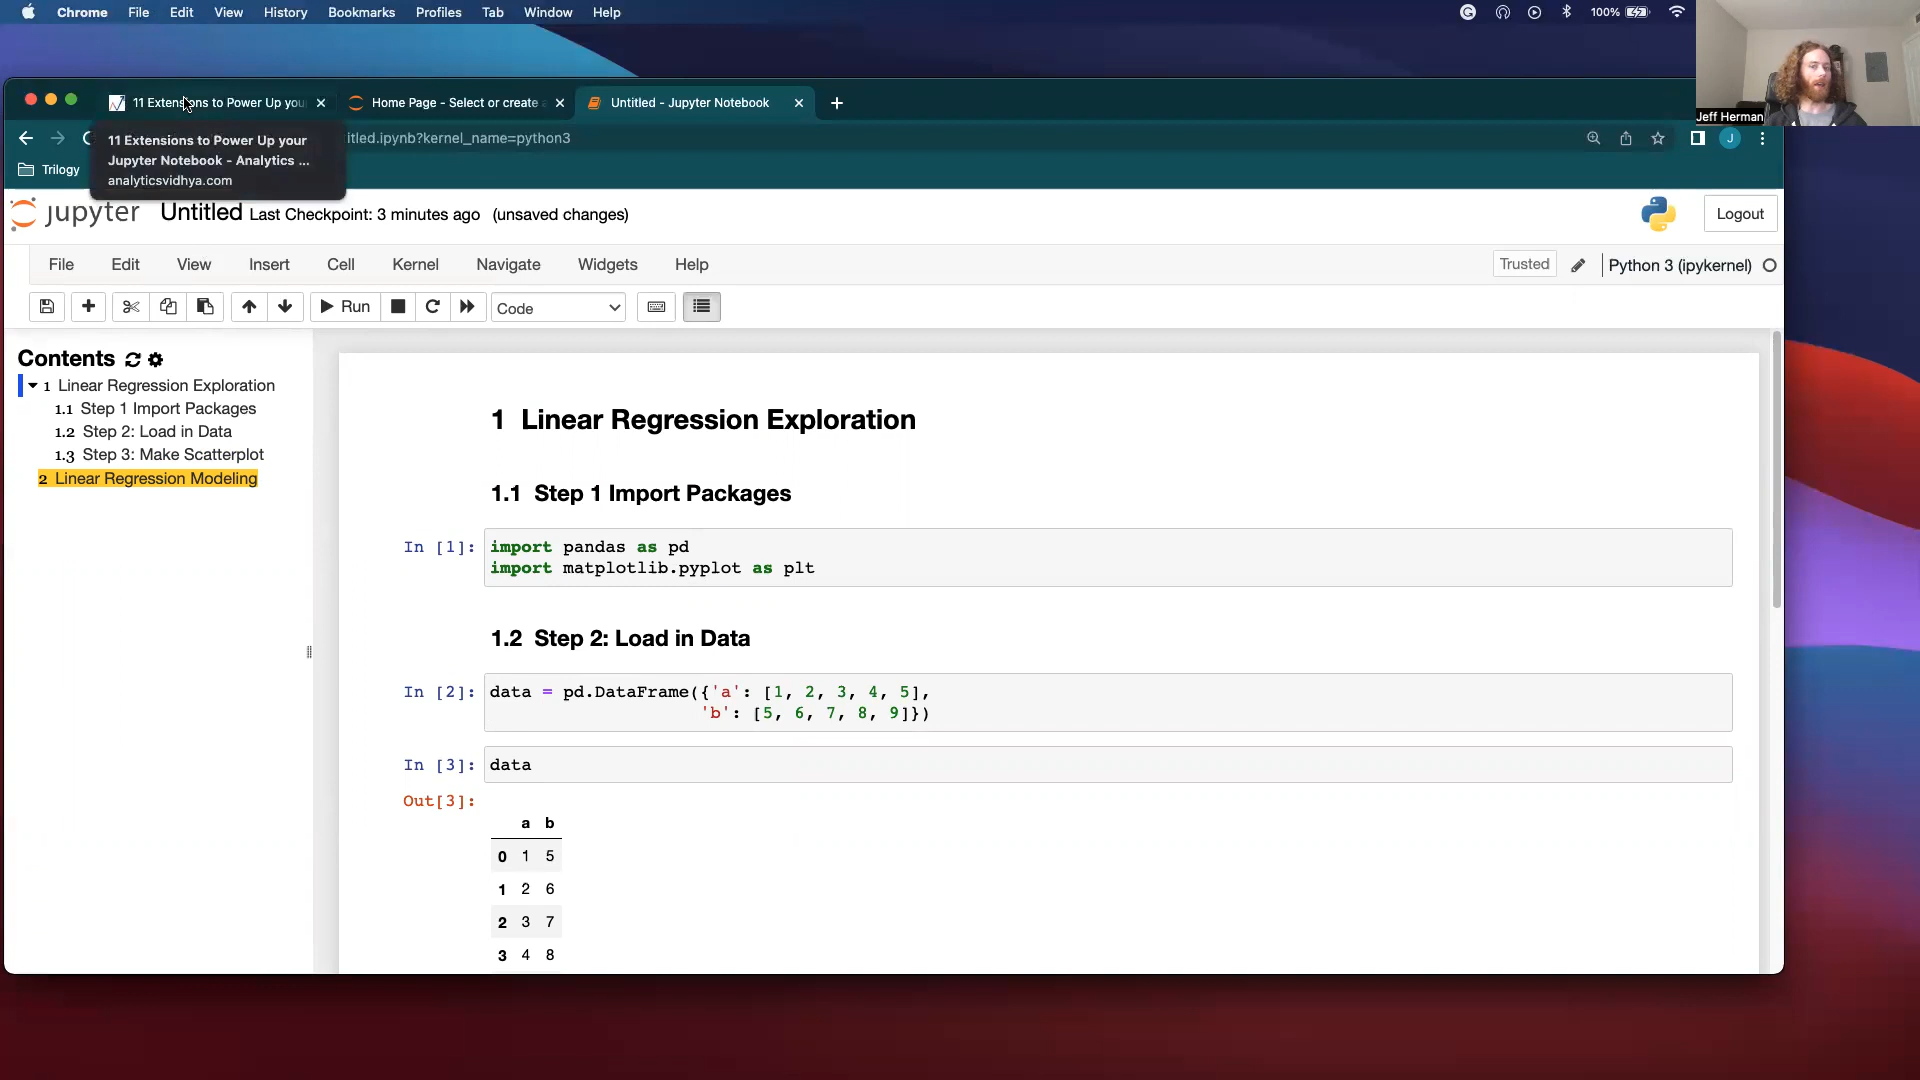 Chrome File Edit View History Bookmarks Profiles Tab Window Help 100%
11 Extensions to Power Up you Home Page - Select or create a Untitled - Jupyter Notebook
Jeff Herman
11 Extensions to Power Up your
Jupyter Notebook - Analytics ...
analyticsvidhya.com
itled.ipynb?kernel_name=python3
J
Trilogy
jupyter Untitled Last Checkpoint: 3 minutes ago (unsaved changes) Logout
File Edit View Insert Cell Kernel Navigate Widgets Help Trusted Python 3 (ipykernel)
Run Code
Contents
1 Linear Regression Exploration
1.1 Step 1 Import Packages
1.2 Step 2: Load in Data
1.3 Step 3: Make Scatterplot
2 Linear Regression Modeling
1 Linear Regression Exploration
1.1 Step 1 Import Packages
In [1]: import pandas as pd
import matplotlib.pyplot as plt
1.2 Step 2: Load in Data
In [2]: data = pd.DataFrame({'a': [1, 2, 3, 4, 5],
'b': [5, 6, 7, 8, 9]})
In [3]: data
Out[3]:
a b
0 1 5
1 2 6
2 3 7
3 4 8